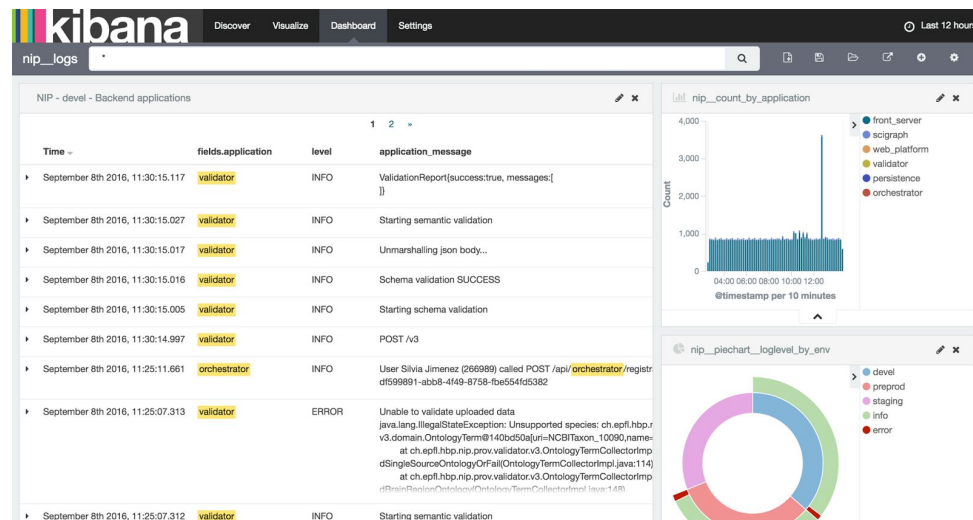 kibana
Discover Visualize Dashboard Settings
Last 12 hours
nip__logs
*
NIP - devel - Backend applications
1 2 »
Time fields.application level application_message
September 8th 2016, 11:30:15.117 validator INFO ValidationReport{success:true, messages:[
]}
September 8th 2016, 11:30:15.027 validator INFO Starting semantic validation
September 8th 2016, 11:30:15.017 validator INFO Unmarshalling json body...
September 8th 2016, 11:30:15.016 validator INFO Schema validation SUCCESS
September 8th 2016, 11:30:15.005 validator INFO Starting schema validation
September 8th 2016, 11:30:14.997 validator INFO POST /v3
September 8th 2016, 11:25:11.661 orchestrator INFO User Silvia Jimenez (266989) called POST /api/orchestrator/registr
df599891-abb8-4f49-8758-fbe554fd5382
September 8th 2016, 11:25:07.313 validator ERROR Unable to validate uploaded data
java.lang.IllegalStateException: Unsupported species: ch.epfl.hbp.r
v3.domain.OntologyTerm@140bd50a[uri=NCBITaxon_10090,name=
at ch.epfl.hbp.nip.prov.validator.v3.OntologyTermCollectorImp
dSingleSourceOntologyOrFail(OntologyTermCollectorImpl.java:114)
at ch.epfl.hbp.nip.prov.validator.v3.OntologyTermCollectorImp
dBrainRegionOntology(OntologyTermCollectorImpl.java:148)
September 8th 2016, 11:25:07.312 validator INFO Starting semantic validation
nip__count_by_application
4,000
3,000
2,000
1,000
0
Count
04:00 06:00 08:00 10:00 12:00
@timestamp per 10 minutes
front_server
scigraph
web_platform
validator
persistence
orchestrator
nip__piechart__loglevel_by_env
devel
preprod
staging
info
error